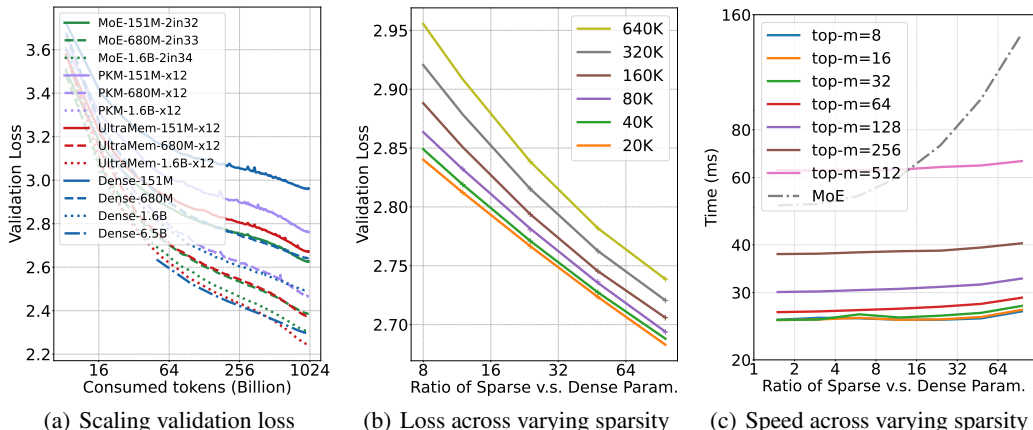 Validation Loss
3.6
3.4
3.2
3.0
2.8
2.6
2.4
2.2
MoE-151M-2in32
MoE-680M-2in33
MoE-1.6B-2in34
PKM-151M-x12
PKM-680M-x12
PKM-1.6B-x12
UltraMem-151M-x12
UltraMem-680M-x12
UltraMem-1.6B-x12
Dense-151M
Dense-680M
Dense-1.6B
Dense-6.5B
16 64 256 1024
Consumed tokens (Billion)
(a) Scaling validation loss
Validation Loss
2.95
2.90
2.85
2.80
2.75
2.70
640K
320K
160K
80K
40K
20K
8 16 32 64
Ratio of Sparse v.s. Dense Param.
(b) Loss across varying sparsity
Time (ms)
160
80
60
40
30
20
top-m=8
top-m=16
top-m=32
top-m=64
top-m=128
top-m=256
top-m=512
MoE
1 2 4 8 16 32 64
Ratio of Sparse v.s. Dense Param.
(c) Speed across varying sparsity